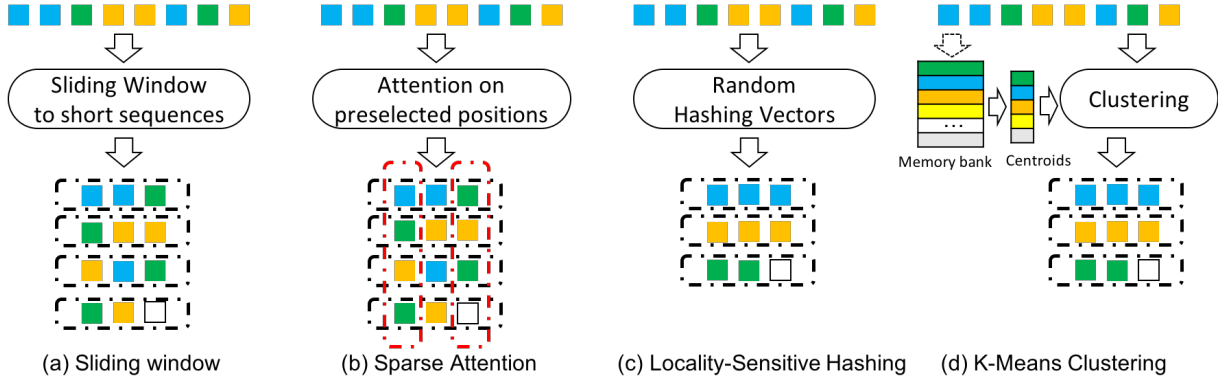 Sliding Window
to short sequences
Attention on
preselected positions
Random
Hashing Vectors
Clustering
...
Memory bank
Centroids
(a) Sliding window
(b) Sparse Attention
(c) Locality-Sensitive Hashing
(d) K-Means Clustering